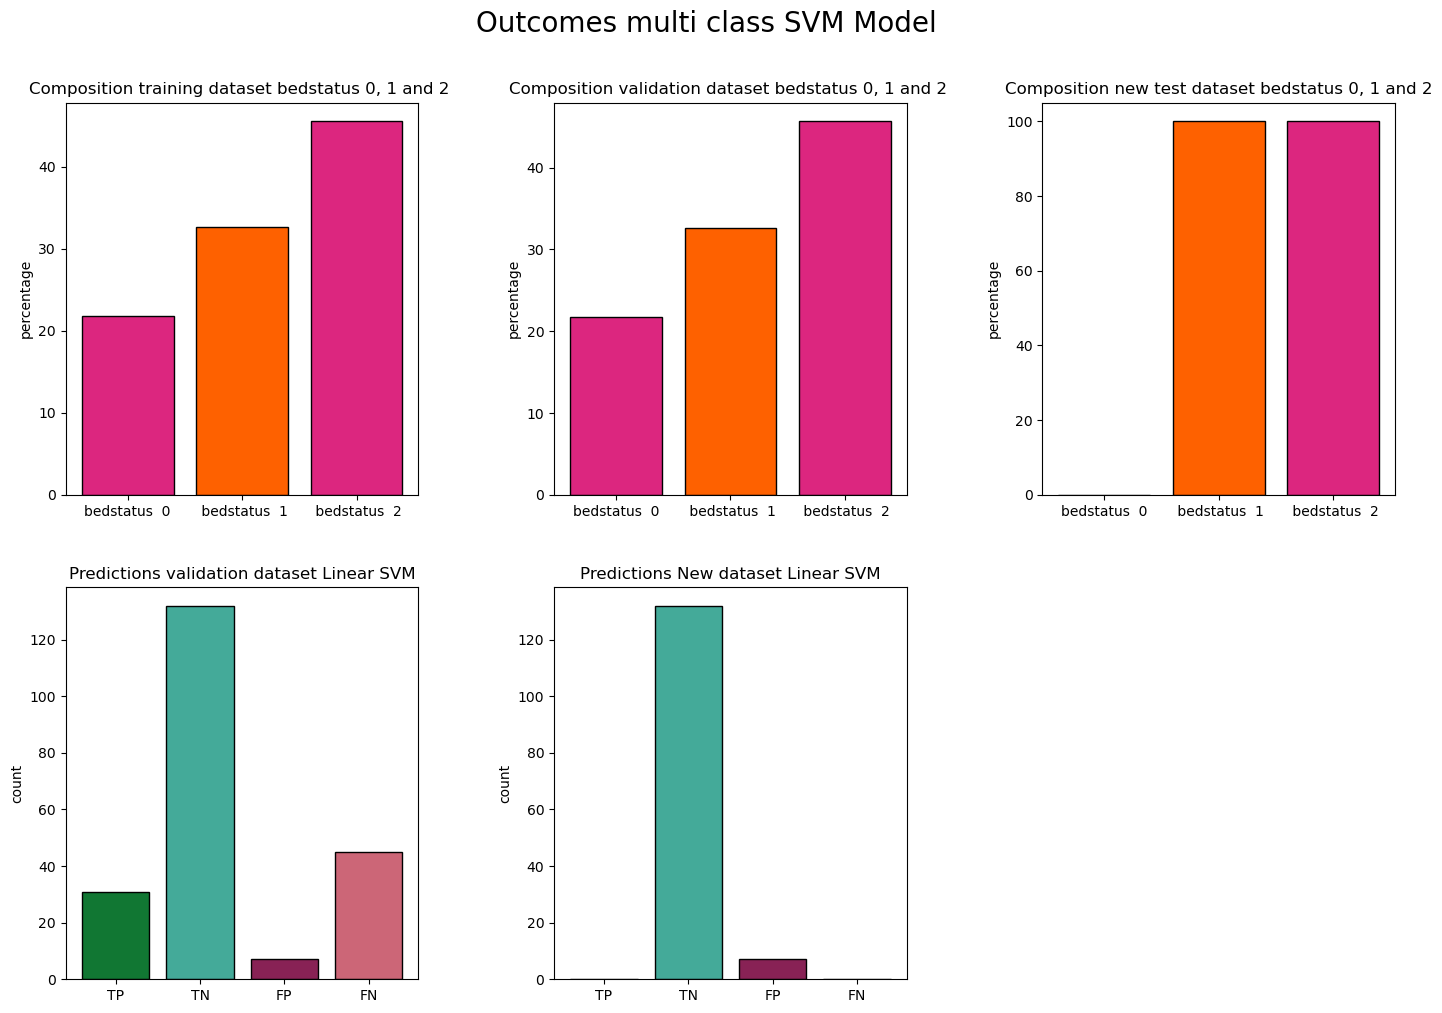 Outcomes multi class SVM Model
Composition training dataset bedstatus 0, 1 and 2
percentage
40
30
20
10
0
bedstatus  0
bedstatus  1
bedstatus  2
Composition validation dataset bedstatus 0, 1 and 2
percentage
40
30
20
10
0
bedstatus  0
bedstatus  1
bedstatus  2
Composition new test dataset bedstatus 0, 1 and 2
percentage
100
80
60
40
20
0
bedstatus  0
bedstatus  1
bedstatus  2
Predictions validation dataset Linear SVM
count
120
100
80
60
40
20
0
TP
TN
FP
FN
Predictions New dataset Linear SVM
count
120
100
80
60
40
20
0
TP
TN
FP
FN